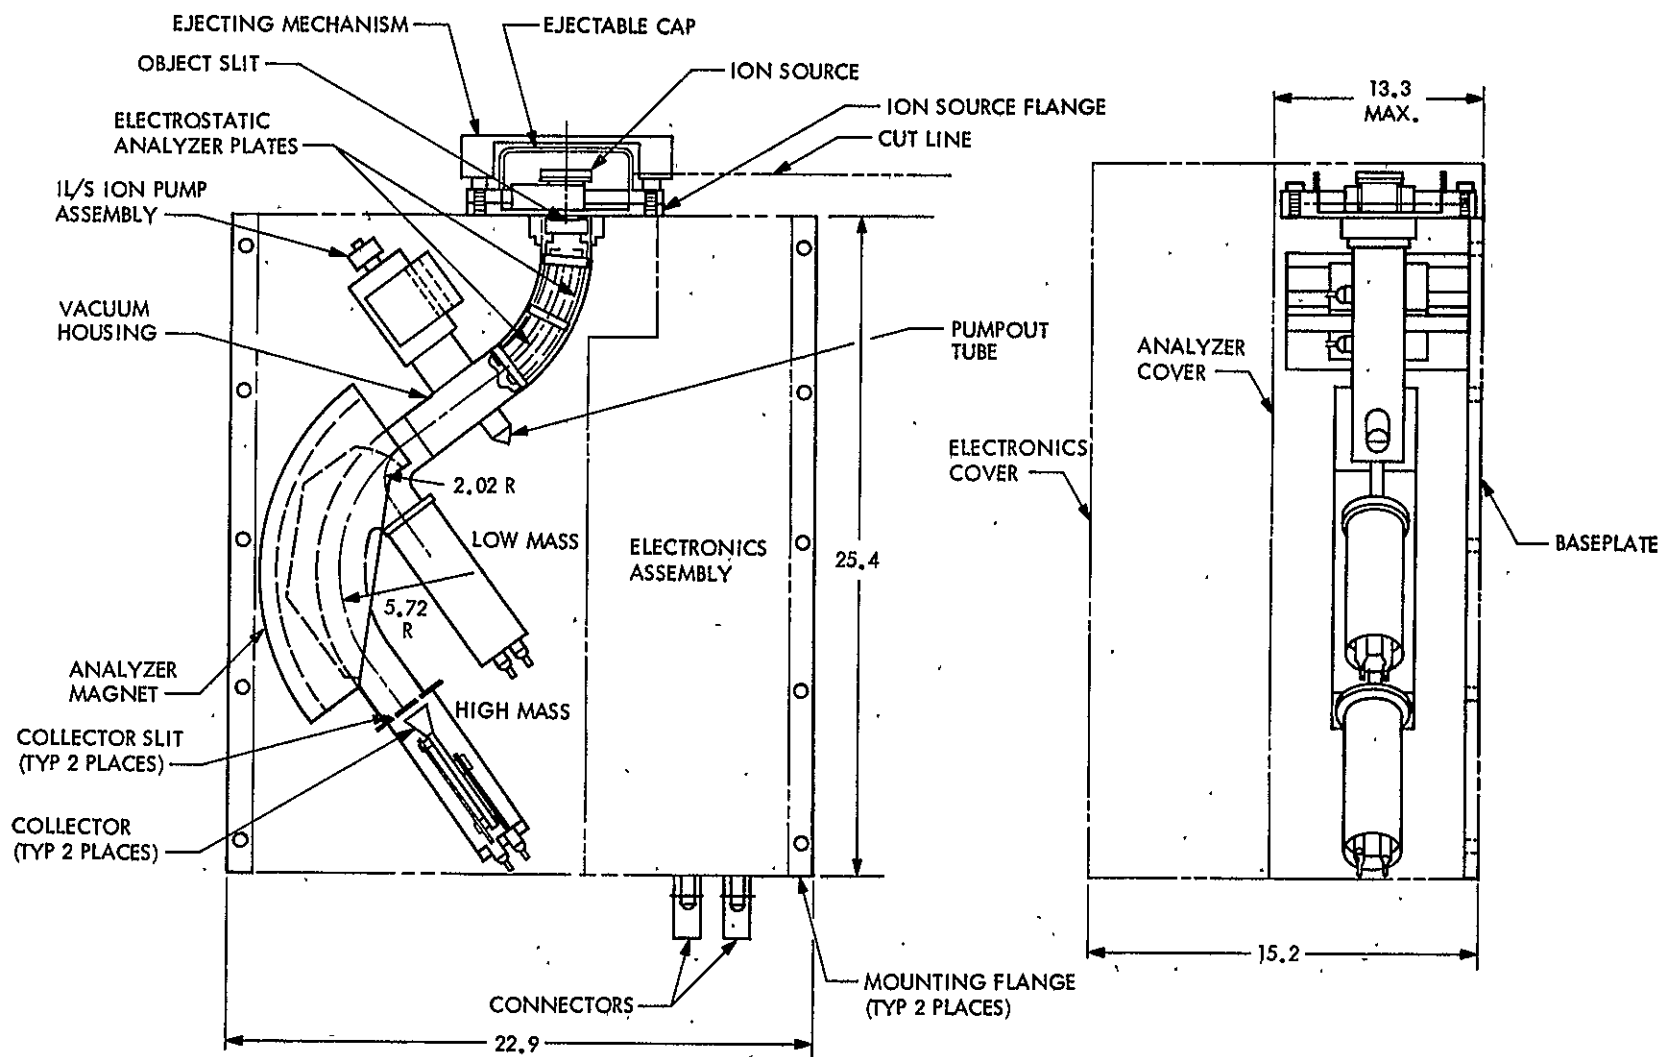 EJECTING MECHANISM
EJECTABLE CAP
OBJECT SLIT
ION SOURCE
ELECTROSTATIC
ANALYZER PLATES
ION SOURCE FLANGE
CUT LINE
1L/S ION PUMP
ASSEMBLY
VACUUM
HOUSING
PUMPOUT
TUBE
2.02 R
LOW MASS
ELECTRONICS
ASSEMBLY
25.4
5.72
R
ANALYZER
MAGNET
HIGH MASS
COLLECTOR SLIT
(TYP 2 PLACES)
COLLECTOR
(TYP 2 PLACES)
CONNECTORS
MOUNTING FLANGE
(TYP 2 PLACES)
22.9
13.3
MAX.
ANALYZER
COVER
ELECTRONICS
COVER
BASEPLATE
15.2